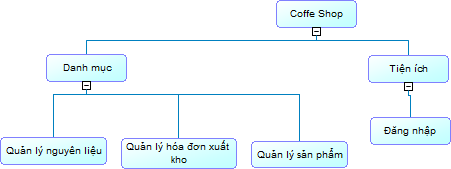 Coffe Shop
Danh mục
Tiện ích
Quản lý nguyên liệu
Quản lý hóa đơn xuất
kho
Quản lý sản phẩm
Đăng nhập